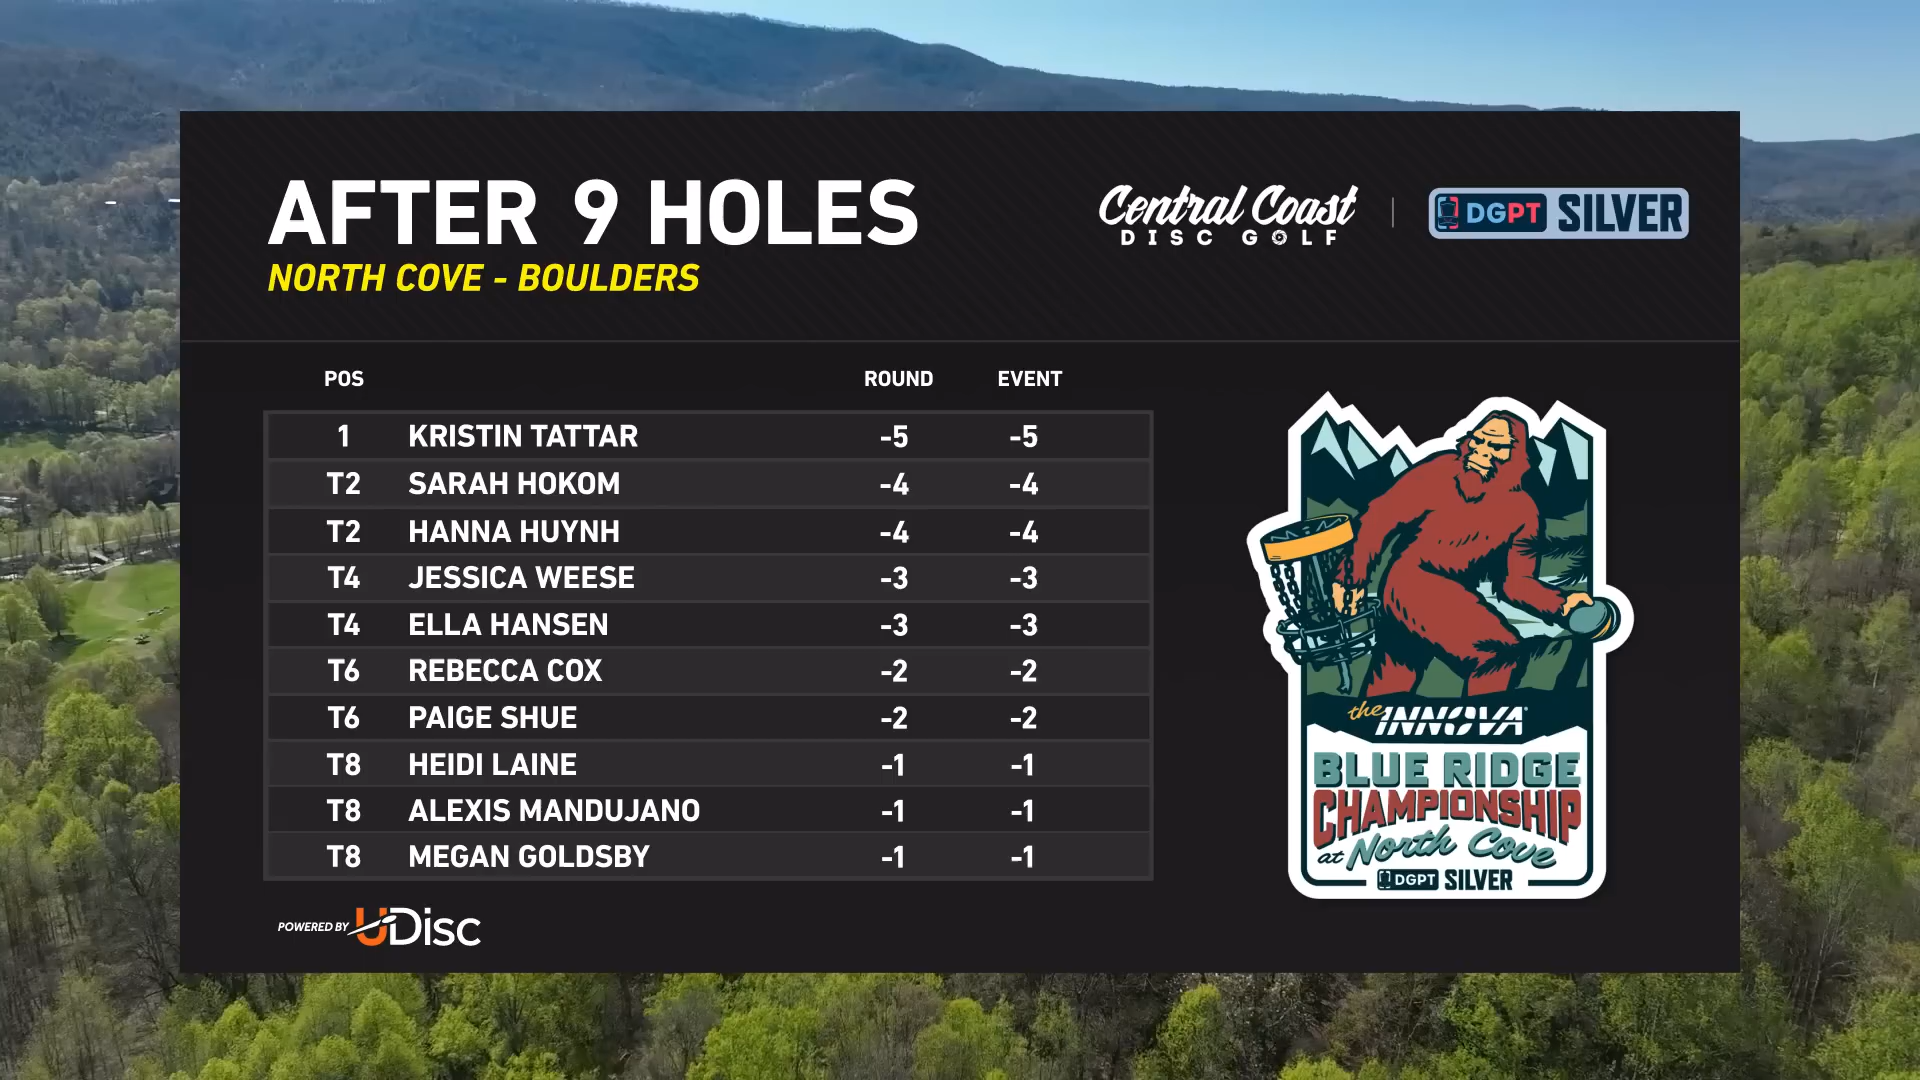 AFTER 9 HOLES
NORTH COVE - BOULDERS
Central Coast
DISC GOLF
DGPT SILVER
POS ROUND EVENT
1 KRISTIN TATTAR -5 -5
T2 SARAH HOKOM -4 -4
T2 HANNA HUYNH -4 -4
T4 JESSICA WEESE -3 -3
T4 ELLA HANSEN -3 -3
T6 REBECCA COX -2 -2
T6 PAIGE SHUE -2 -2
T8 HEIDI LAINE -1 -1
T8 ALEXIS MANDUJANO -1 -1
T8 MEGAN GOLDSBY -1 -1
POWERED BY UDisc
the INNOVA
BLUE RIDGE
CHAMPIONSHIP
at North Cove
DGPT SILVER